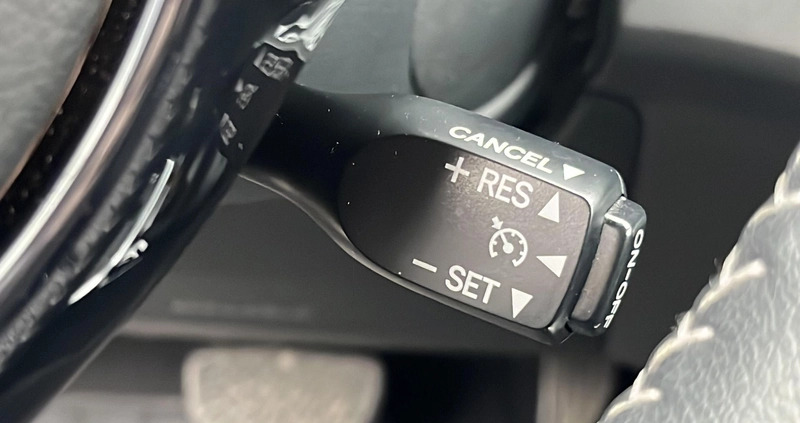 CANCEL ▼
+ RES ▲
◀
− SET ▼
ON-OFF